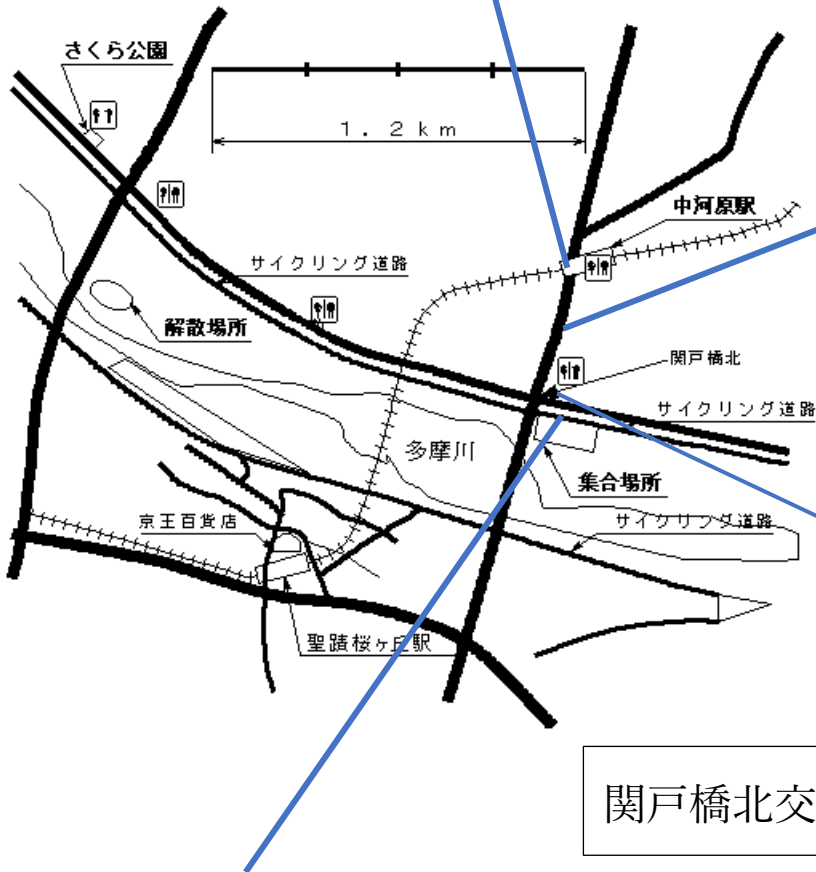 さくら公園
1.2km
中河原駅
サイクリング道路
解散場所
関戸橋北
サイクリング道路
多摩川
集合場所
京王百貨店
サイクリング道路
聖蹟桜ヶ丘駅
関戸橋北交